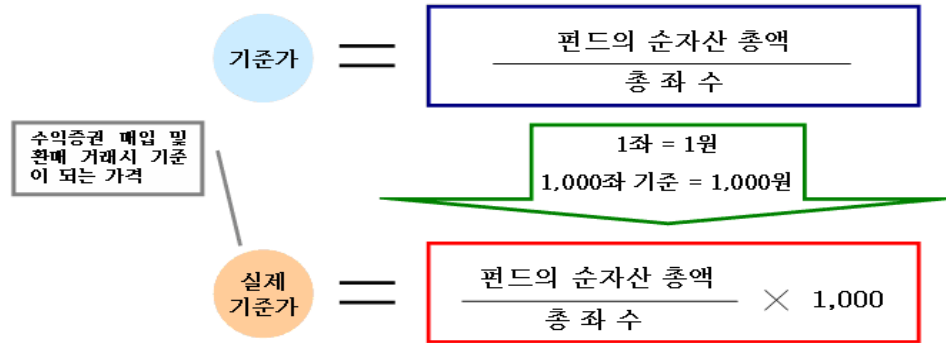 기준가
펀드의 순자산 총액
총 좌 수
수익증권 매입 및
환매 거래시 기준
이 되는 가격
1좌 = 1원
1,000좌 기준 = 1,000원
실제
기준가
펀드의 순자산 총액
총 좌 수
× 1,000